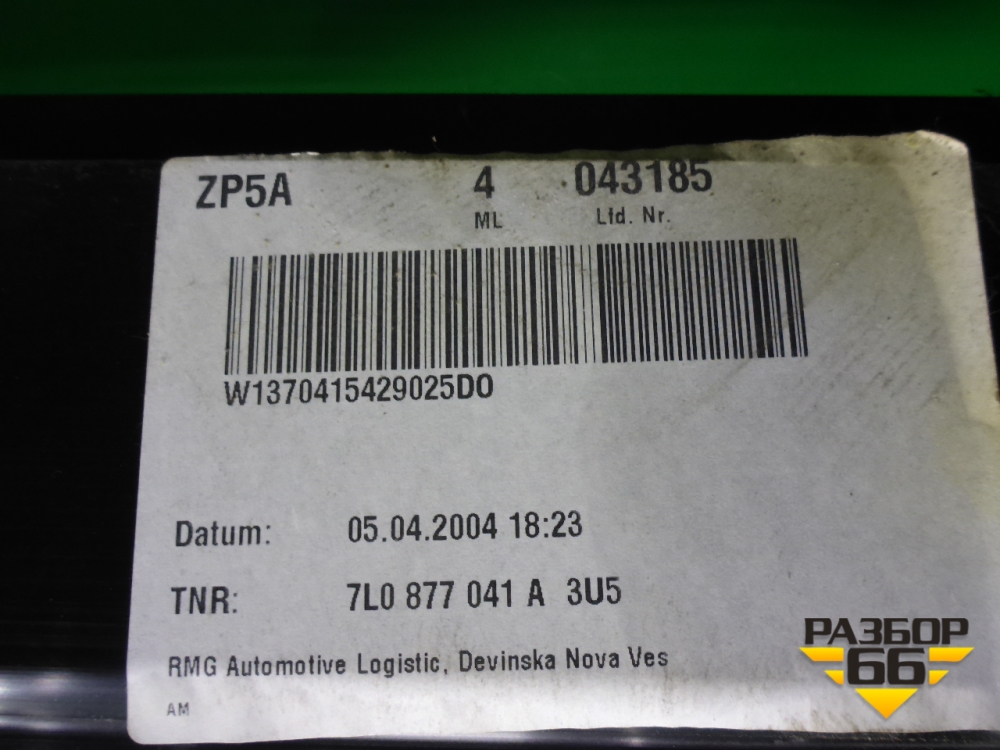 ZP5A 4 043185
ML Lfd. Nr.
W1370415429025DO
Datum: 05.04.2004 18:23
TNR: 7L0 877 041 A 3U5
RMG Automotive Logistic, Devinska Nova Ves
AM
РАЗБОР
66